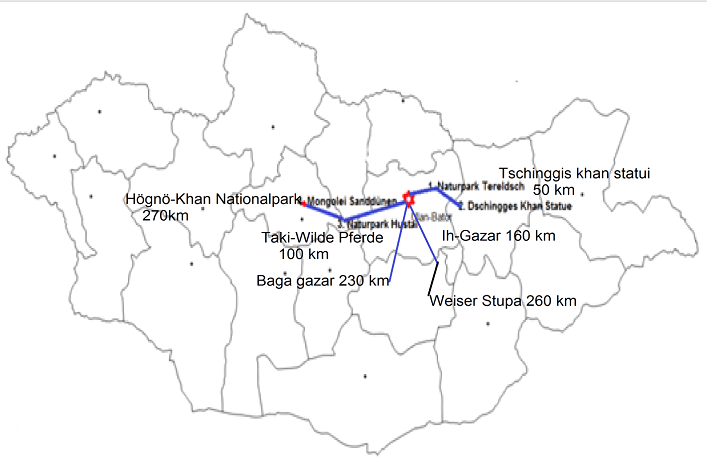 Tschinggis khan statui
50 km
1. Naturpark Tereldsch
Högnö-Khan Nationalpark
270km
Mongolei Sanddünen
2. Dschingges Khan Statue
3. Naturpark Hustai
Taki-Wilde Pferde
100 km
Ih-Gazar 160 km
Baga gazar 230 km
Weiser Stupa 260 km